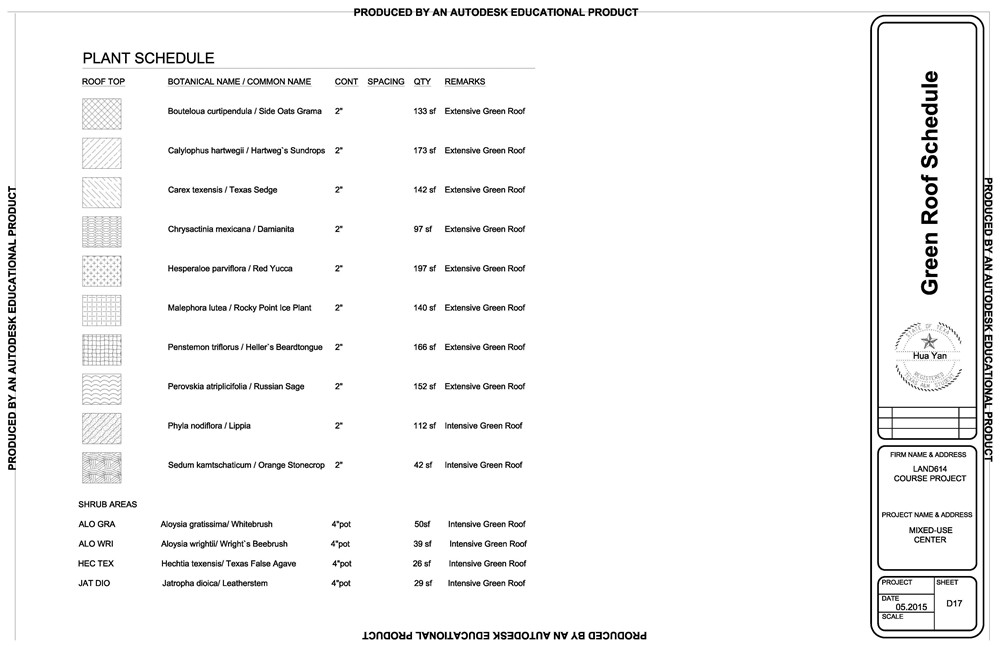 PRODUCED BY AN AUTODESK EDUCATIONAL PRODUCT
PLANT SCHEDULE
ROOF TOP BOTANICAL NAME / COMMON NAME CONT SPACING QTY REMARKS
Bouteloua curtipendula / Side Oats Grama 2" 133 sf Extensive Green Roof
Calylophus hartwegii / Hartweg`s Sundrops 2" 173 sf Extensive Green Roof
Carex texensis / Texas Sedge 2" 142 sf Extensive Green Roof
Chrysactinia mexicana / Damianita 2" 97 sf Extensive Green Roof
Hesperaloe parviflora / Red Yucca 2" 197 sf Extensive Green Roof
Malephora lutea / Rocky Point Ice Plant 2" 140 sf Extensive Green Roof
Penstemon triflorus / Heller`s Beardtongue 2" 166 sf Extensive Green Roof
Perovskia atriplicifolia / Russian Sage 2" 152 sf Extensive Green Roof
Phyla nodiflora / Lippia 2" 112 sf Intensive Green Roof
Sedum kamtschaticum / Orange Stonecrop 2" 42 sf Intensive Green Roof
SHRUB AREAS
ALO GRA Aloysia gratissima/ Whitebrush 4"pot 50sf Intensive Green Roof
ALO WRI Aloysia wrightii/ Wright`s Beebrush 4"pot 39 sf Intensive Green Roof
HEC TEX Hechtia texensis/ Texas False Agave 4"pot 26 sf Intensive Green Roof
JAT DIO Jatropha dioica/ Leatherstem 4"pot 29 sf Intensive Green Roof
PRODUCED BY AN AUTODESK EDUCATIONAL PRODUCT
PRODUCED BY AN AUTODESK EDUCATIONAL PRODUCT
PRODUCED BY AN AUTODESK EDUCATIONAL PRODUCT
Green Roof Schedule
STATE OF TEXAS
Hua Yan
REGISTERED
TEXAS A&M STUDENT
FIRM NAME & ADDRESS
LAND614
COURSE PROJECT
PROJECT NAME & ADDRESS
MIXED-USE
CENTER
PROJECT SHEET
DATE
05.2015 D17
SCALE